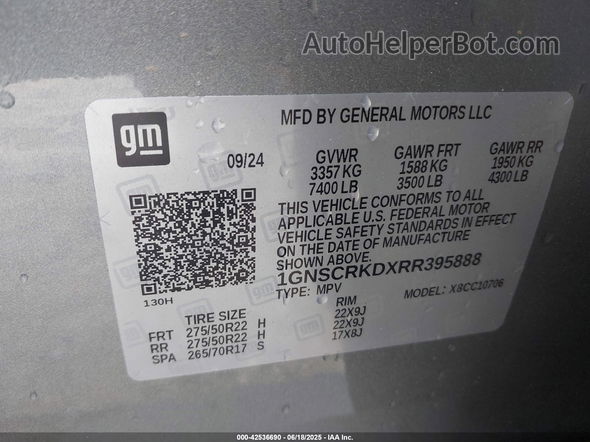 AutoHelperBot.com
gm
MFD BY GENERAL MOTORS LLC
09/24
GVWR GAWR FRT GAWR RR
3357 KG 1588 KG 1950 KG
7400 LB 3500 LB 4300 LB
THIS VEHICLE CONFORMS TO ALL
APPLICABLE U.S. FEDERAL MOTOR
VEHICLE SAFETY STANDARDS IN EFFECT
ON THE DATE OF MANUFACTURE
SHOWN ABOVE.
1GNSCRKDXRR395888
TYPE: MPV MODEL: X8CC10706
130H
TIRE SIZE RIM
FRT 275/50R22 H 22X9J
RR 275/50R22 H 22X9J
SPA 265/70R17 S 17X8J
000-42536690 - 06/18/2025 - IAA Inc.